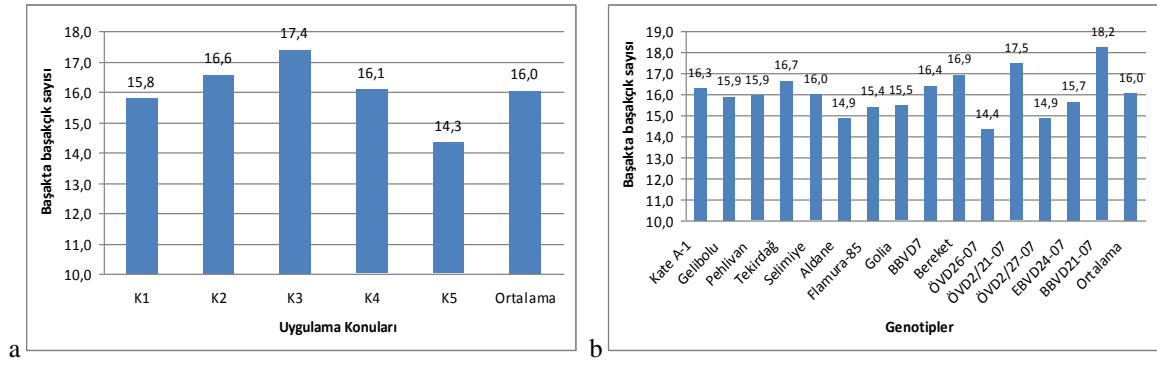 18,0
17,0
16,0
15,0
14,0
13,0
12,0
11,0
10,0
Başakta başakçık sayısı
15,8
16,6
17,4
16,1
14,3
16,0
K1 K2 K3 K4 K5 Ortalama
Uygulama Konuları
a
19,0
18,0
17,0
16,0
15,0
14,0
13,0
12,0
11,0
10,0
Başakta başakçık sayısı
16,3
15,9
15,9
16,7
16,0
14,9
15,4
15,5
16,4
16,9
14,4
17,5
14,9
15,7
18,2
16,0
Kate A-1
Gelibolu
Pehlivan
Tekirdağ
Selimiye
Aldane
Flamura-85
Golia
BBVD7
Bereket
ÖVD26-07
ÖVD2/21-07
ÖVD2/27-07
EBVD24-07
BBVD21-07
Ortalama
Genotipler
b